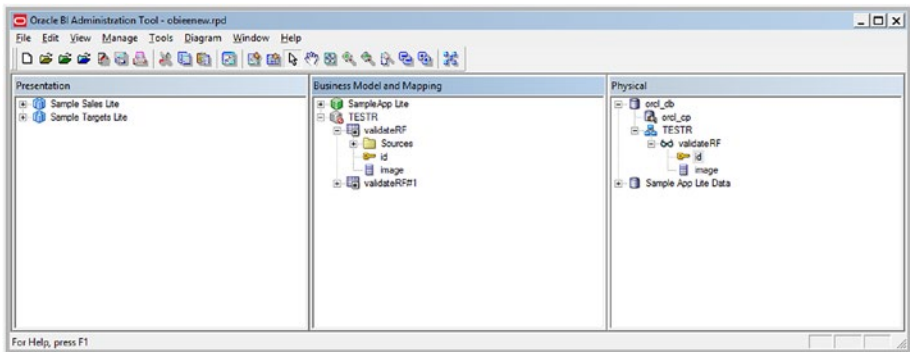 Oracle BI Administration Tool - obieenew.rpd
File Edit View Manage Tools Diagram Window Help
Presentation
Sample Sales Lite
Sample Targets Lite
Business Model and Mapping
SampleApp Lite
TESTR
validateRF
Sources
id
image
validateRF#1
Physical
orcl_db
orcl_cp
TESTR
validateRF
id
image
Sample App Lite Data
For Help, press F1